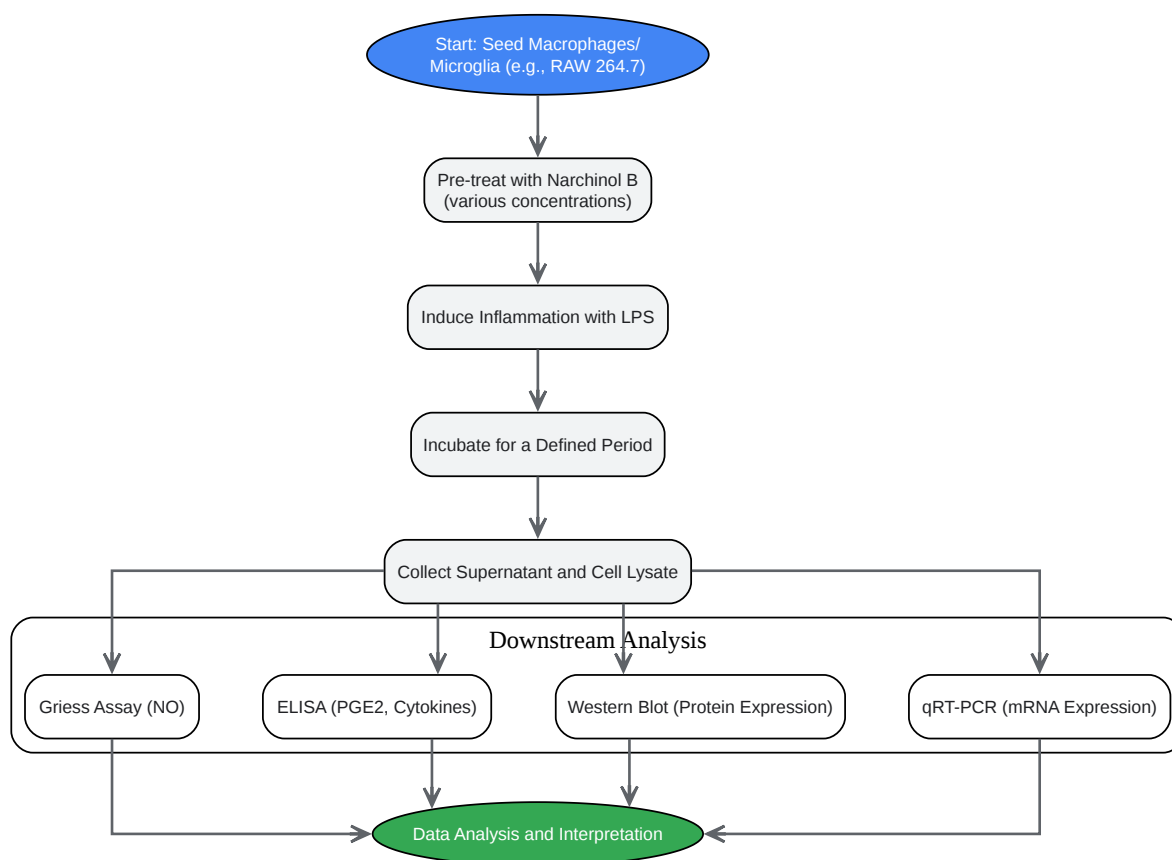 Start: Seed Macrophages/
Microglia (e.g., RAW 264.7)
Pre-treat with Narchinol B
(various concentrations)
Induce Inflammation with LPS
Incubate for a Defined Period
Collect Supernatant and Cell Lysate
Downstream Analysis
Griess Assay (NO)
ELISA (PGE2, Cytokines)
Western Blot (Protein Expression)
qRT-PCR (mRNA Expression)
Data Analysis and Interpretation